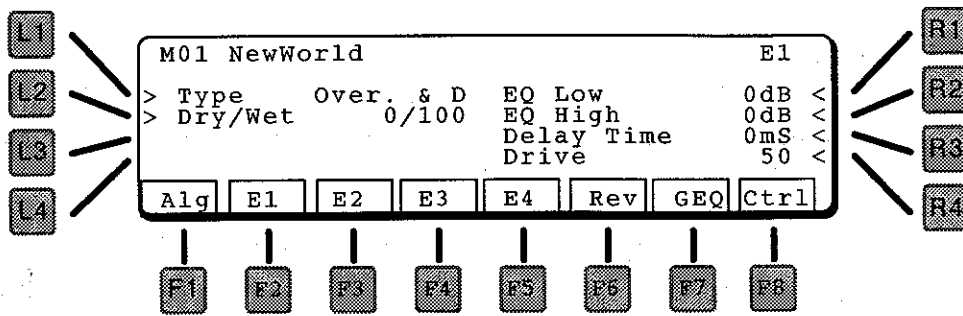 L1
R1
M01 NewWorld E1
L2
R2
> Type Over. & D EQ Low 0dB <
> Dry/Wet 0/100 EQ High 0dB <
L3
R3
Delay Time 0mS <
Drive 50 <
L4
R4
Alg E1 E2 E3 E4 Rev GEQ Ctrl
F1 F2 F3 F4 F5 F6 F7 F8